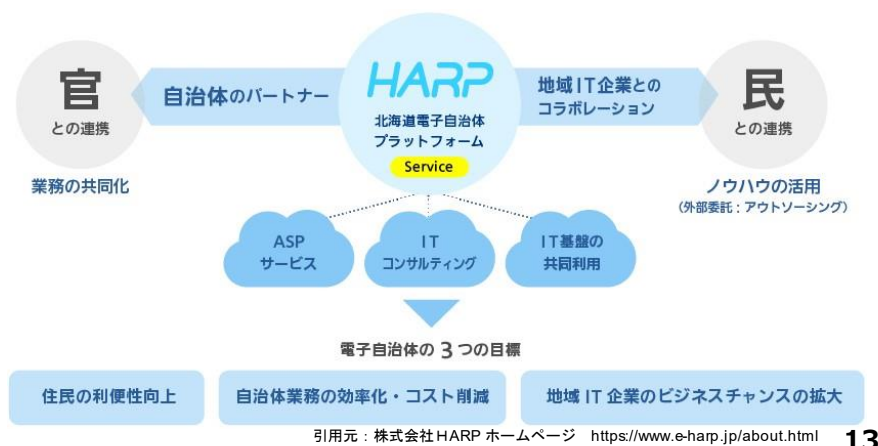 官
との連携
業務の共同化
自治体のパートナー
HARP
北海道電子自治体
プラットフォーム
Service
地域IT企業との
コラボレーション
民
との連携
ノウハウの活用
(外部委託:アウトソーシング)
ASP
サービス
IT
コンサルティング
IT基盤の
共同利用
電子自治体の 3 つの目標
住民の利便性向上
自治体業務の効率化・コスト削減
地域 IT 企業のビジネスチャンスの拡大
引用元:株式会社HARP ホームページ https://www.e-harp.jp/about.html
13